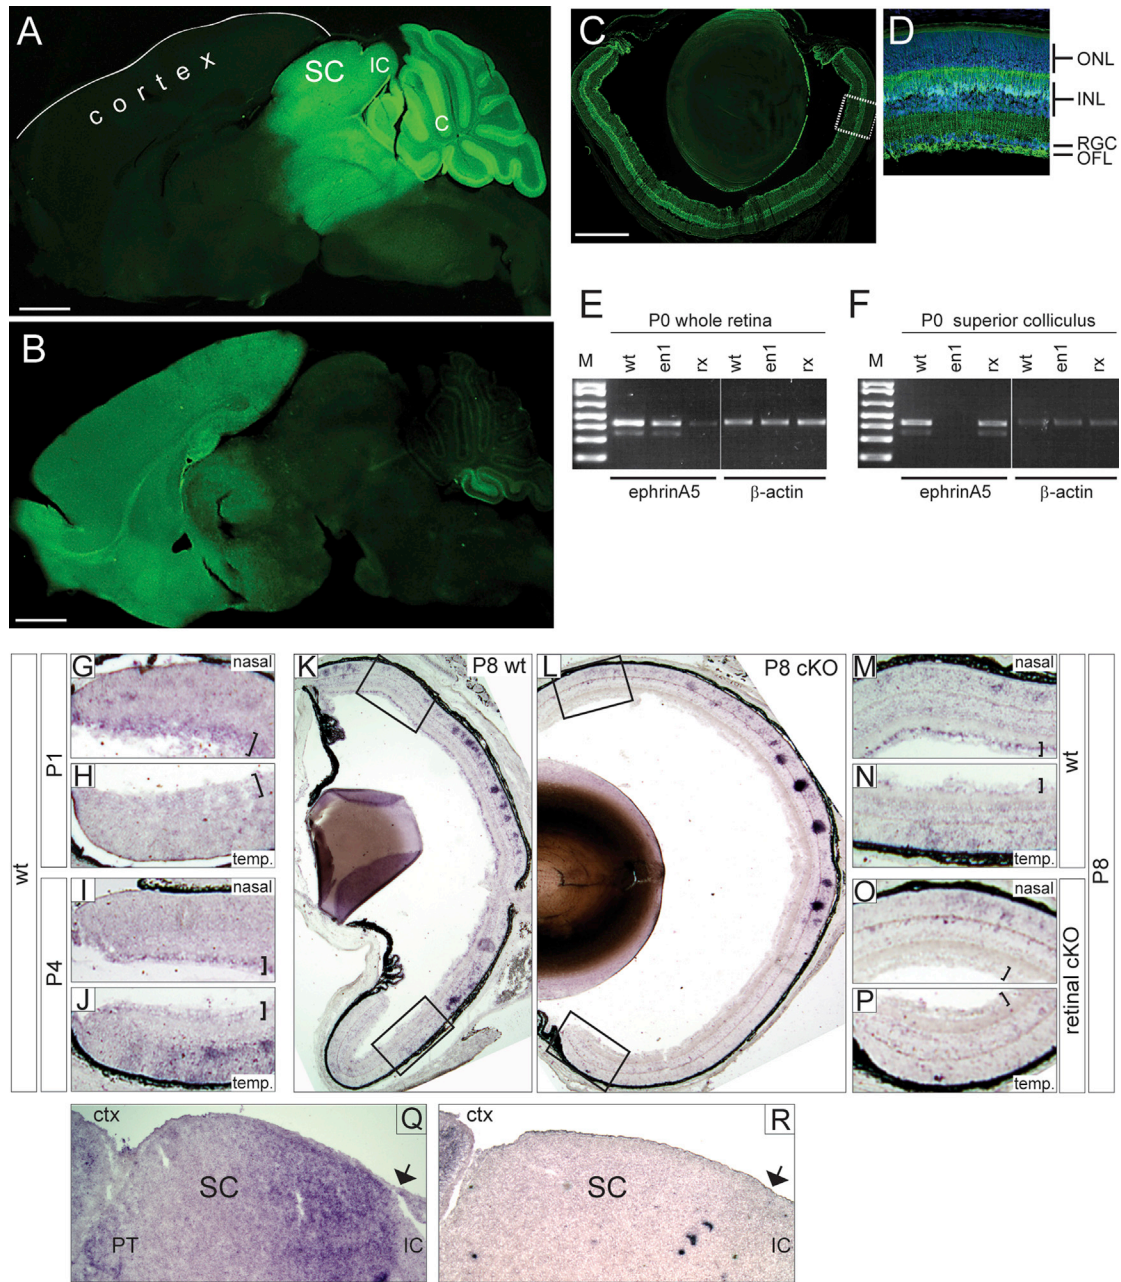 A
cortex
SC
IC
C
B
C
D
ONL
INL
RGC
OFL
E
P0 whole retina
M
wt
en1
rx
wt
en1
rx
ephrinA5
β-actin
F
P0 superior colliculus
M
wt
en1
rx
wt
en1
rx
ephrinA5
β-actin
wt
P1
G
nasal
H
temp.
P4
I
nasal
J
temp.
K
P8 wt
L
P8 cKO
M
nasal
N
temp.
wt
O
nasal
P
temp.
retinal cKO
P8
ctx
Q
SC
PT
IC
ctx
R
SC
IC